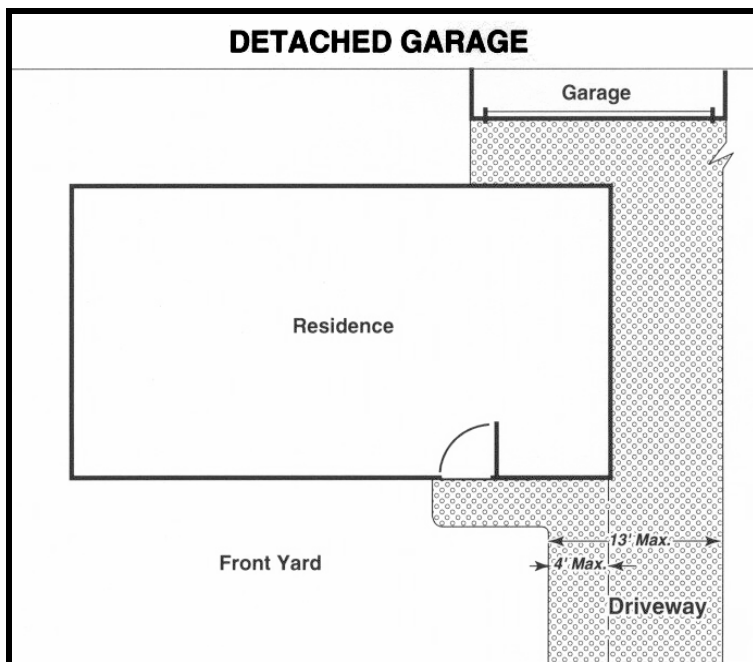 DETACHED GARAGE
Garage
Residence
13' Max.
Front Yard
4' Max.
Driveway